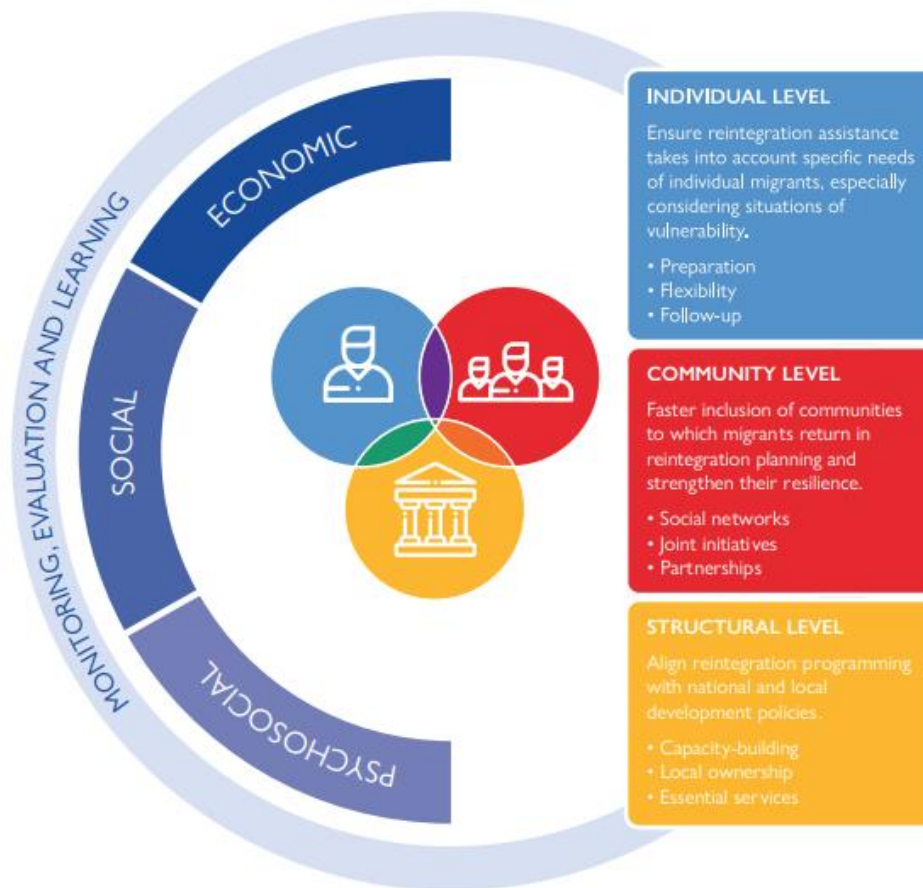 MONITORING, EVALUATION AND LEARNING
ECONOMIC
SOCIAL
PSYCHOSOCIAL
INDIVIDUAL LEVEL
Ensure reintegration assistance
takes into account specific needs
of individual migrants, especially
considering situations of
vulnerability.
• Preparation
• Flexibility
• Follow-up
COMMUNITY LEVEL
Faster inclusion of communities
to which migrants return in
reintegration planning and
strengthen their resilience.
• Social networks
• Joint initiatives
• Partnerships
STRUCTURAL LEVEL
Align reintegration programming
with national and local
development policies.
• Capacity-building
• Local ownership
• Essential services